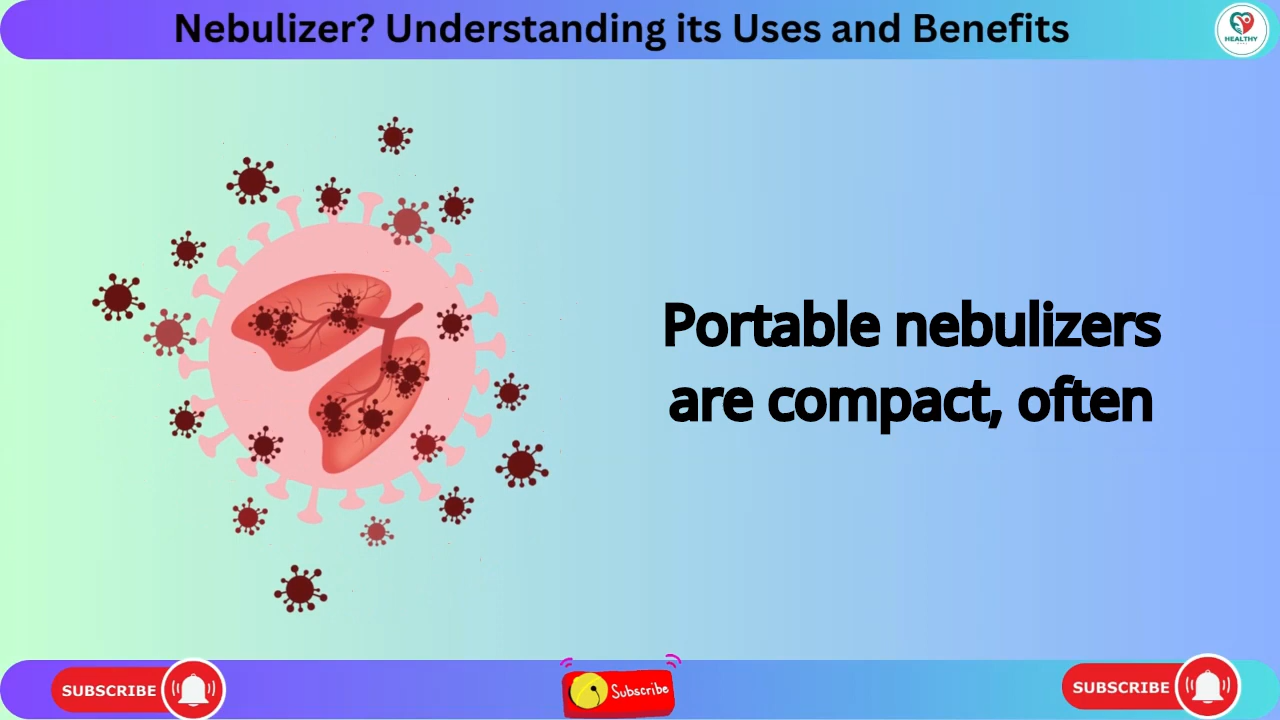 Nebulizer? Understanding its Uses and Benefits
HEALTHY
Portable nebulizers
are compact, often
SUBSCRIBE
Subscribe
SUBSCRIBE